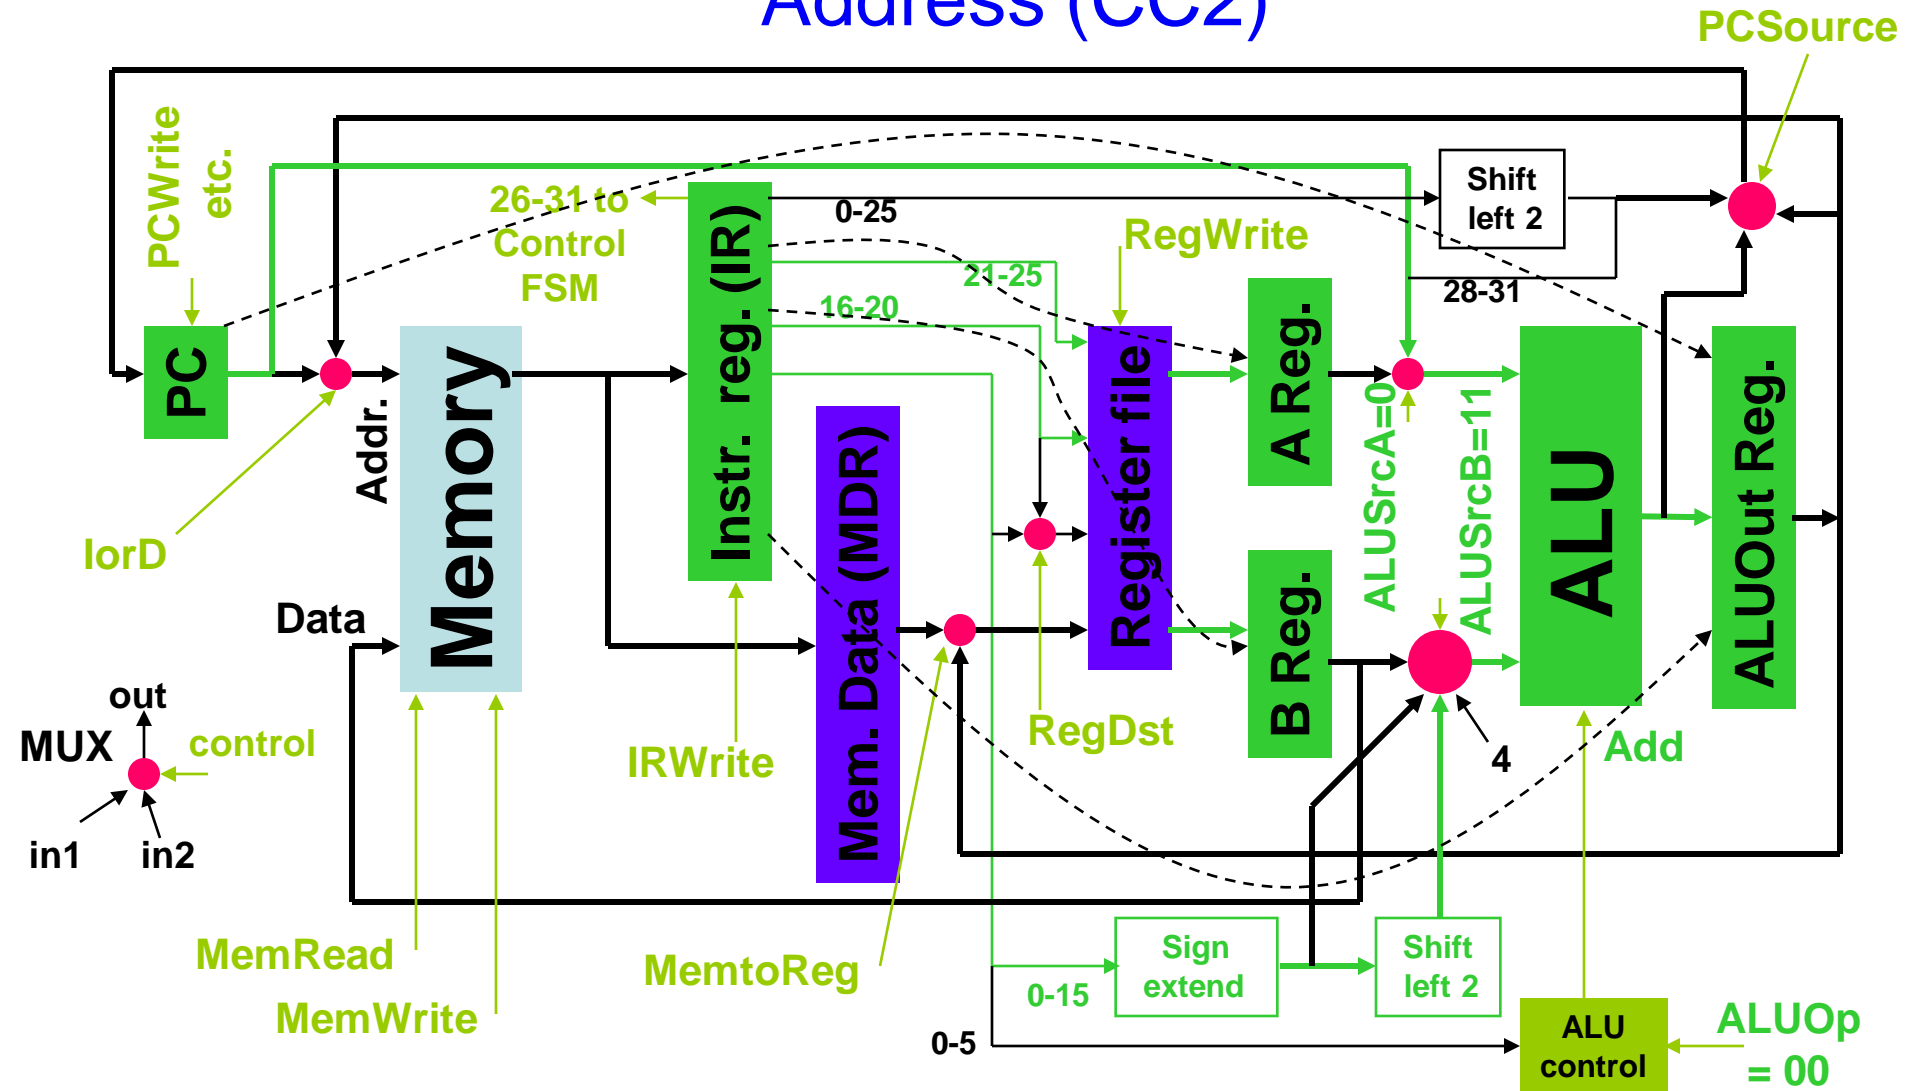 Address (CC2)
PCSource
PCWrite
etc.
26-31 to
Control
FSM
0-25
Shift
left 2
RegWrite
21-25
28-31
16-20
PC
Addr.
Memory
Instr. reg. (IR)
Mem. Data (MDR)
Register file
A Reg.
B Reg.
ALUSrcA=0
ALUSrcB=11
ALU
ALUOut Reg.
IorD
Data
out
MUX
control
in1
in2
IRWrite
RegDst
4
Add
MemRead
MemWrite
MemtoReg
Sign
extend
Shift
left 2
0-15
0-5
ALU
control
ALUOp
= 00